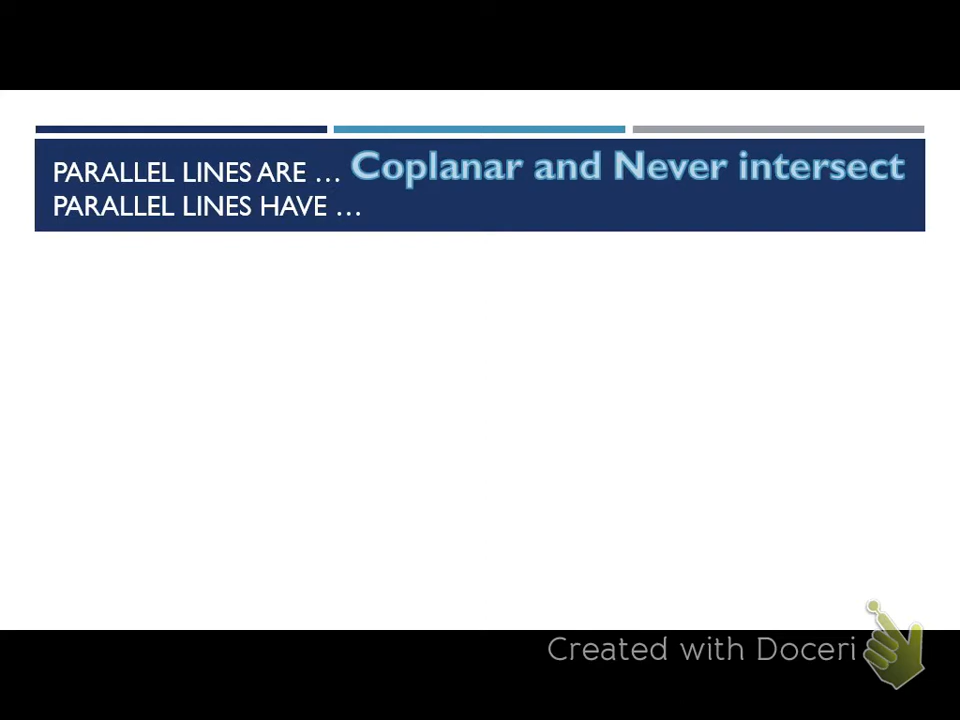 PARALLEL LINES ARE … Coplanar and Never intersect
PARALLEL LINES HAVE …
Created with Doceri